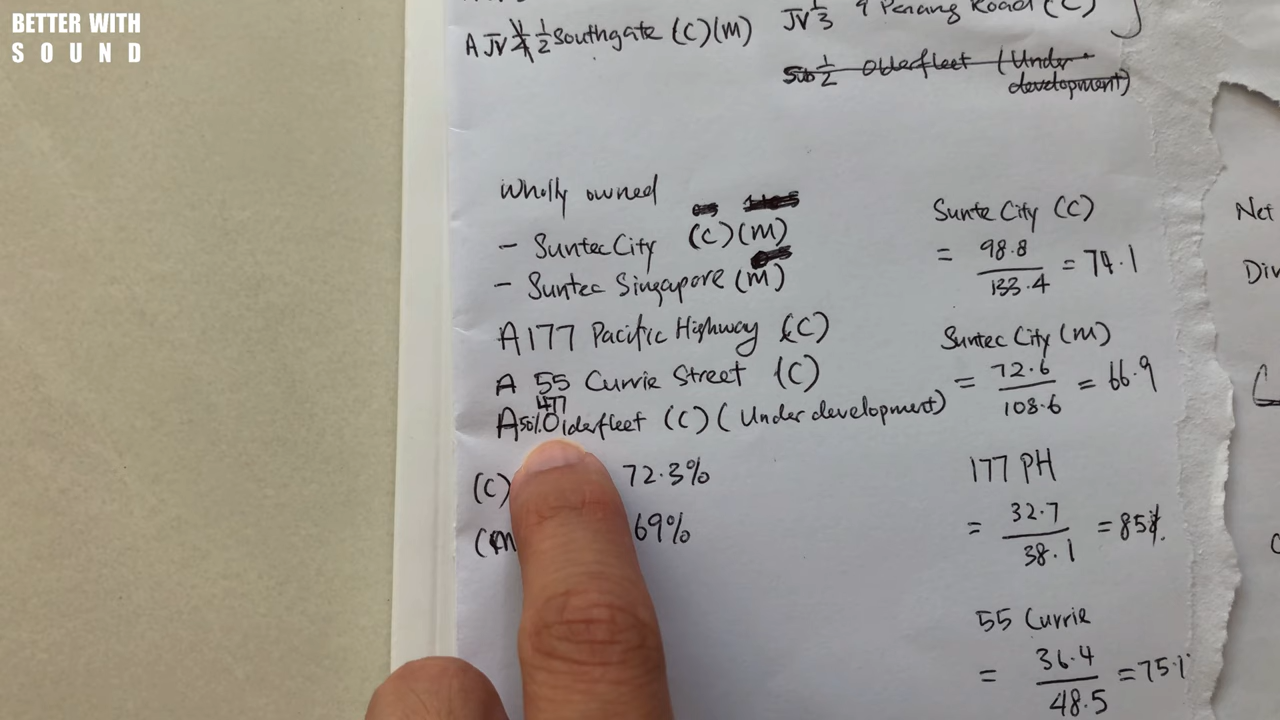 BETTER WITH
SOUND
A JV 1/2 Southgate (C)(M)
JV 1/3 9 Penang Road (C)
Sub 1/2 Olderfleet (Under
development)
Wholly owned
- Suntec City (C)(M)
- Suntec Singapore (M)
A 177 Pacific Highway (C)
A 55 Currie Street (C)
A 50% 477 Olderfleet (C) (Under development)
(C) 72.3%
(M 69%
Sunte City (C)
= 98.8 / 133.4 = 74.1
Suntec City (M)
= 72.6 / 108.6 = 66.9
177 PH
= 32.7 / 38.1 = 85%.
55 Currie
= 36.4 / 48.5 = 75.1
Net